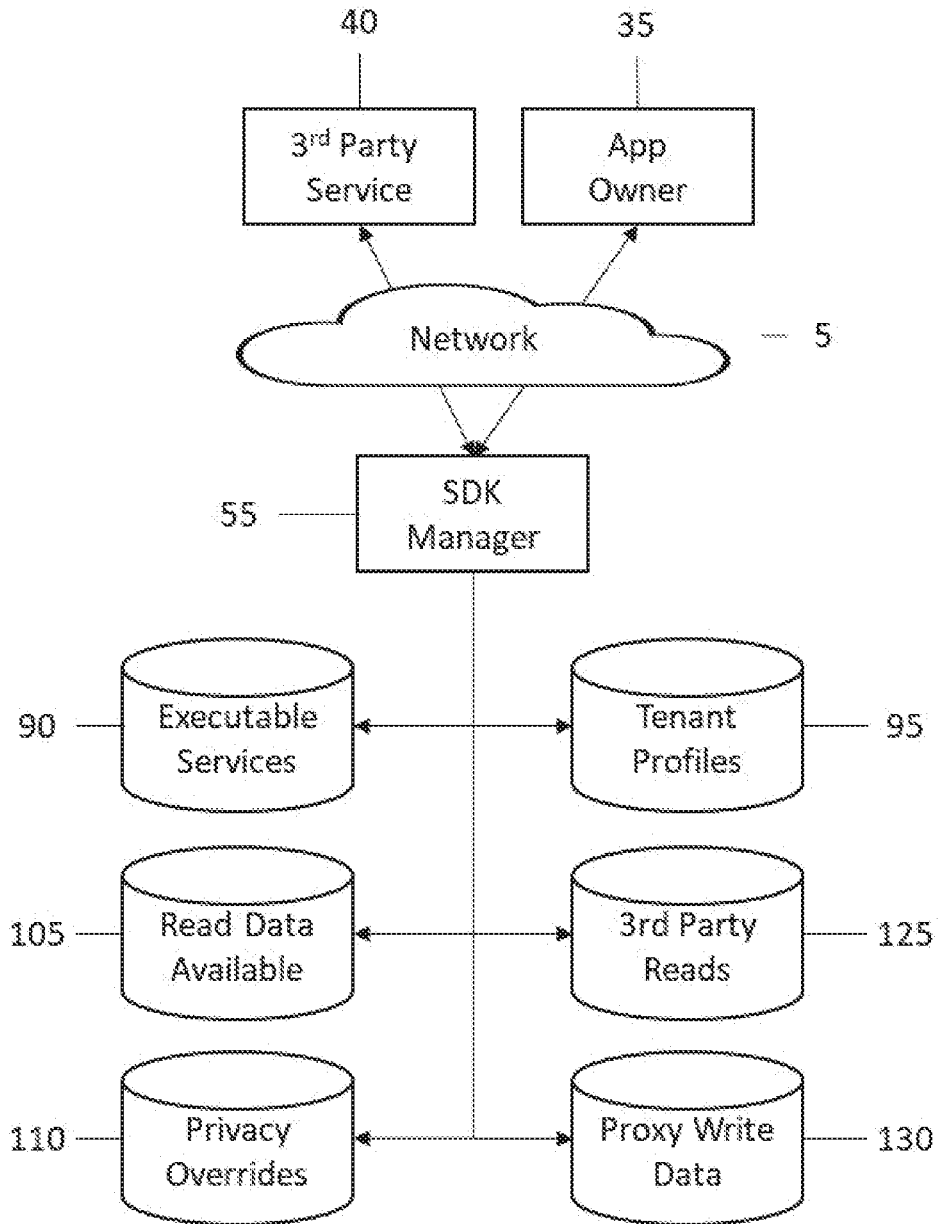 40
35
3rd Party
Service
App
Owner
Network
5
SDK
Manager
55
Executable
Services
90
Tenant
Profiles
95
Read Data
Available
105
3rd Party
Reads
125
Privacy
Overrides
110
Proxy Write
Data
130